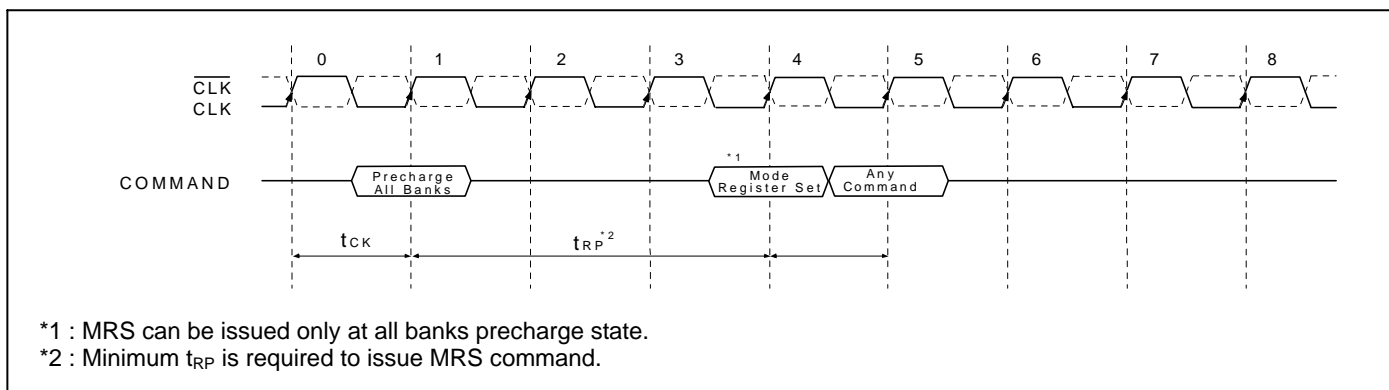 0 1 2 3 4 5 6 7 8
CLK
CLK
COMMAND
Precharge
All Banks
*1
Mode
Register Set
Any
Command
tCK
tRP*2
*1 : MRS can be issued only at all banks precharge state.
*2 : Minimum tRP is required to issue MRS command.